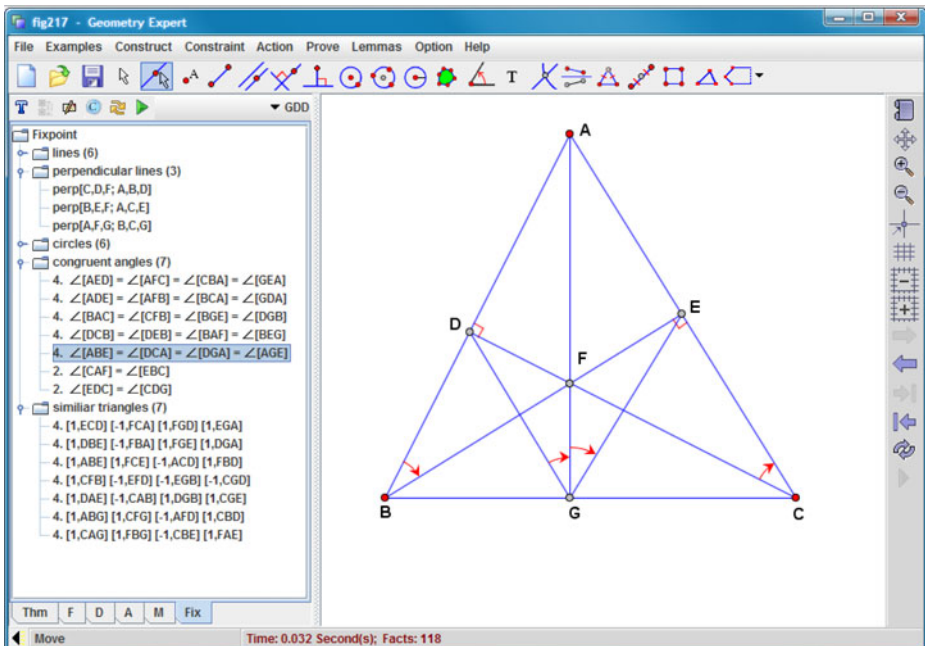 fig217 - Geometry Expert
File Examples Construct Constraint Action Prove Lemmas Option Help
A T
T C GDD
Fixpoint
lines (6)
perpendicular lines (3)
perp[C,D,F; A,B,D]
perp[B,E,F; A,C,E]
perp[A,F,G; B,C,G]
circles (6)
congruent angles (7)
4. ∠[AED] = ∠[AFC] = ∠[CBA] = ∠[GEA]
4. ∠[ADE] = ∠[AFB] = ∠[BCA] = ∠[GDA]
4. ∠[BAC] = ∠[CFB] = ∠[BGE] = ∠[DGB]
4. ∠[DCB] = ∠[DEB] = ∠[BAF] = ∠[BEG]
4. ∠[ABE] = ∠[DCA] = ∠[DGA] = ∠[AGE]
2. ∠[CAF] = ∠[EBC]
2. ∠[EDC] = ∠[CDG]
similiar triangles (7)
4. [1,ECD] [-1,FCA] [1,FGD] [1,EGA]
4. [1,DBE] [-1,FBA] [1,FGE] [1,DGA]
4. [1,ABE] [1,FCE] [-1,ACD] [1,FBD]
4. [1,CFB] [-1,EFD] [-1,EGB] [-1,CGD]
4. [1,DAE] [-1,CAB] [1,DGB] [1,CGE]
4. [1,ABG] [1,CFG] [-1,AFD] [1,CBD]
4. [1,CAG] [1,FBG] [-1,CBE] [1,FAE]
A
E
D
F
B G C
Thm F D A M Fix
Move Time: 0.032 Second(s); Facts: 118